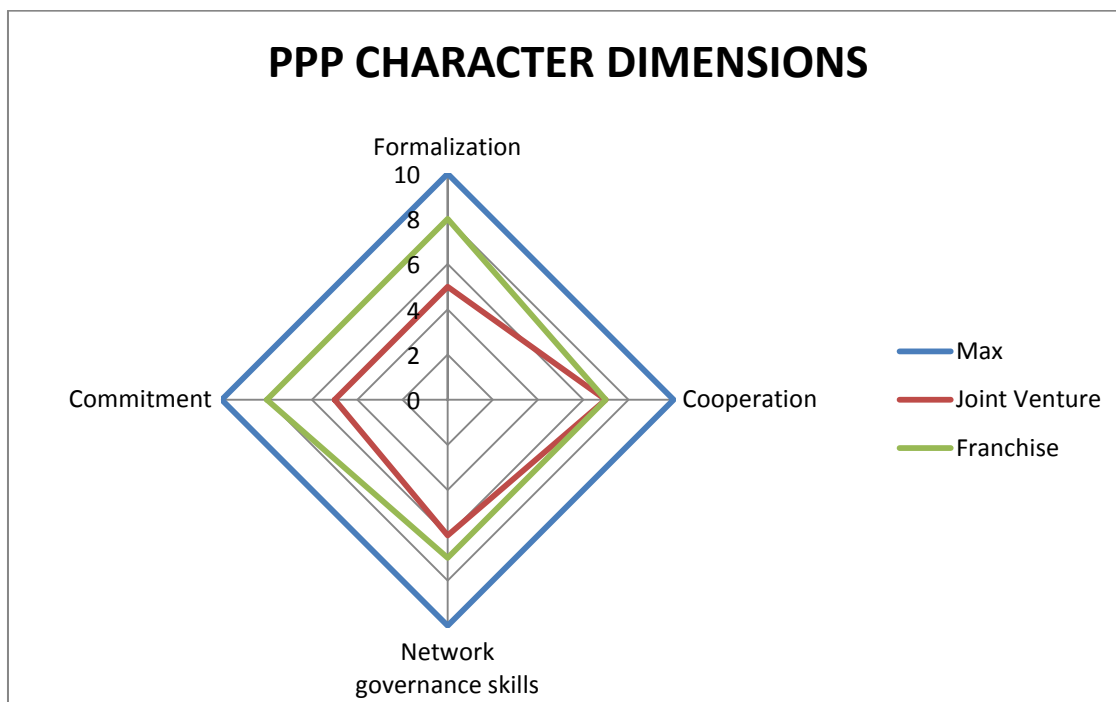 PPP CHARACTER DIMENSIONS
Formalization
10
8
6
4
2
0
Commitment
Cooperation
Max
Joint Venture
Franchise
Network
governance skills